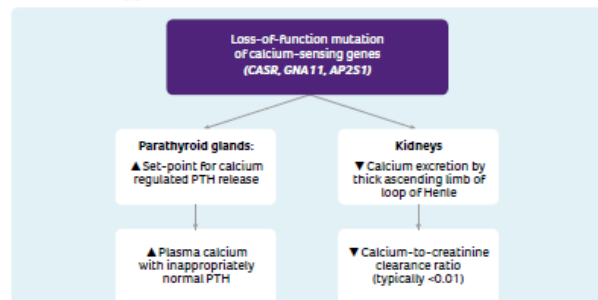 Loss-of-function mutation
of calcium-sensing genes
(CASR, GNA11, AP2S1)
Parathyroid glands:
▲ Set-point for calcium
regulated PTH release
Kidneys
▼ Calcium excretion by
thick ascending limb of
loop of Henle
▲ Plasma calcium
with inappropriately
normal PTH
▼ Calcium-to-creatinine
clearance ratio
(typically <0.01)